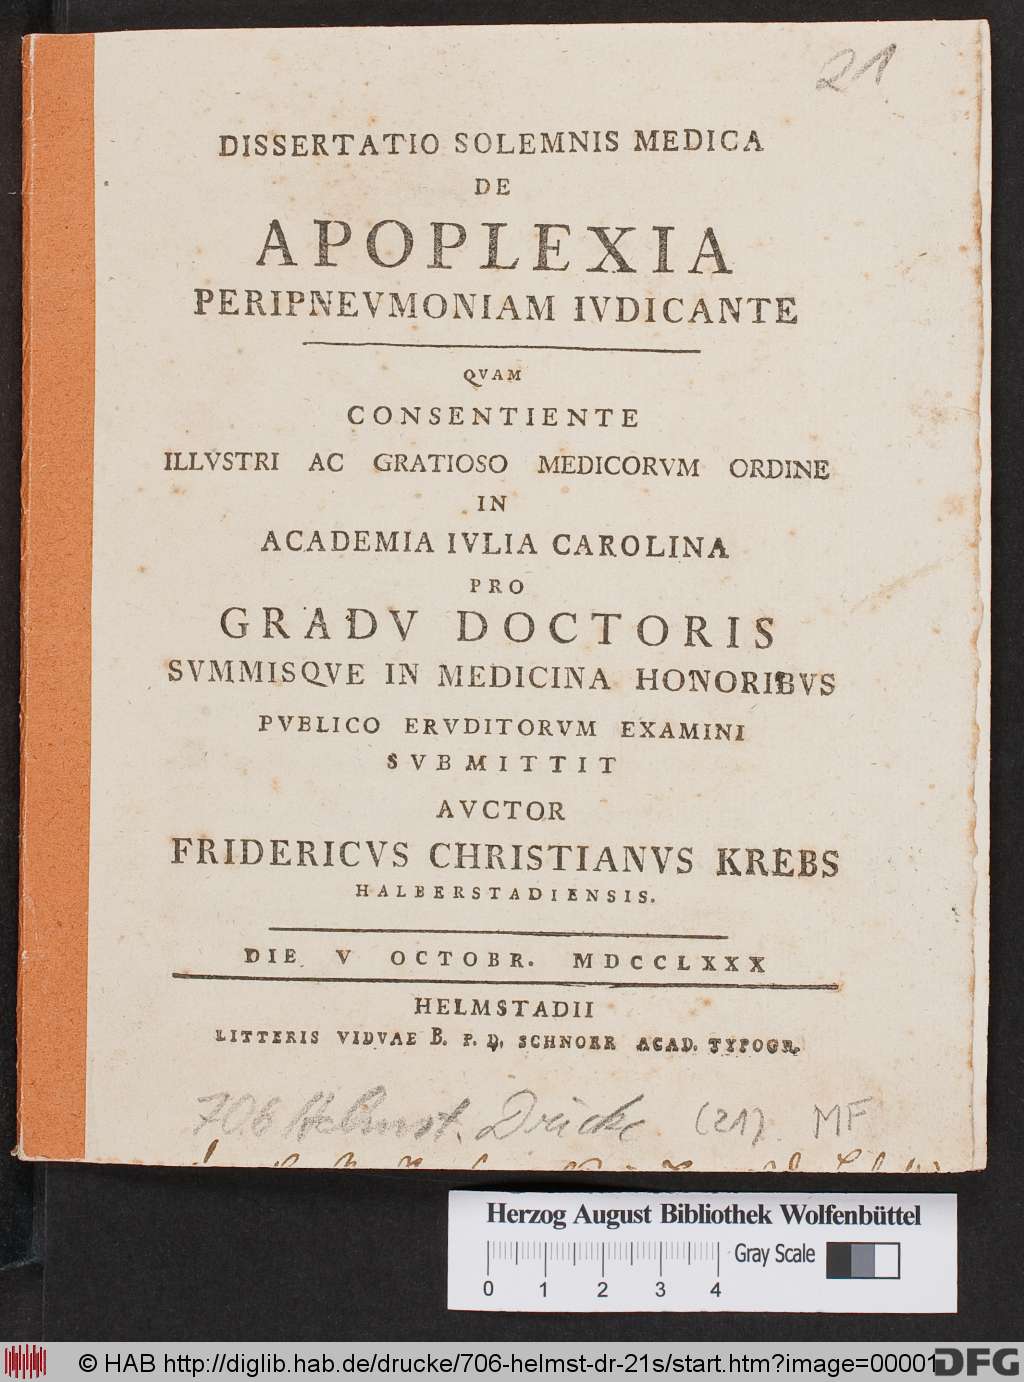 21
DISSERTATIO SOLEMNIS MEDICA
DE
APOPLEXIA
PERIPNEVMONIAM IVDICANTE
QVAM
CONSENTIENTE
ILLVSTRI AC GRATIOSO MEDICORVM ORDINE
IN
ACADEMIA IVLIA CAROLINA
PRO
GRADV DOCTORIS
SVMMISQVE IN MEDICINA HONORIBVS
PVBLICO ERVDITORVM EXAMINI
SVBMITTIT
AVCTOR
FRIDERICVS CHRISTIANVS KREBS
HALBERSTADIENSIS.
DIE V OCTOBR. MDCCLXXX
HELMSTADII
LITTERIS VIDVAE B. P. D. SCHNORR ACAD. TYPOGR.
706 Helmst. Drucke (21) MF
Herzog August Bibliothek Wolfenbüttel
Gray Scale
0 1 2 3 4
© HAB http://diglib.hab.de/drucke/706-helmst-dr-21s/start.htm?image=00001
DFG